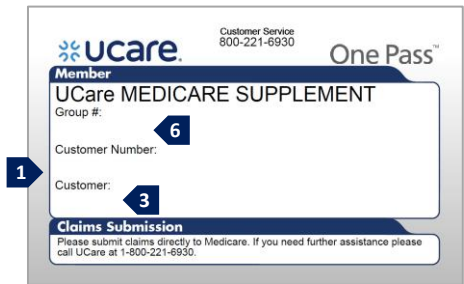 Customer Service
800-221-6930
ucare.
One Pass™
Member
UCare MEDICARE SUPPLEMENT
Group #:
6
Customer Number:
1
Customer:
3
Claims Submission
Please submit claims directly to Medicare. If you need further assistance please
call UCare at 1-800-221-6930.